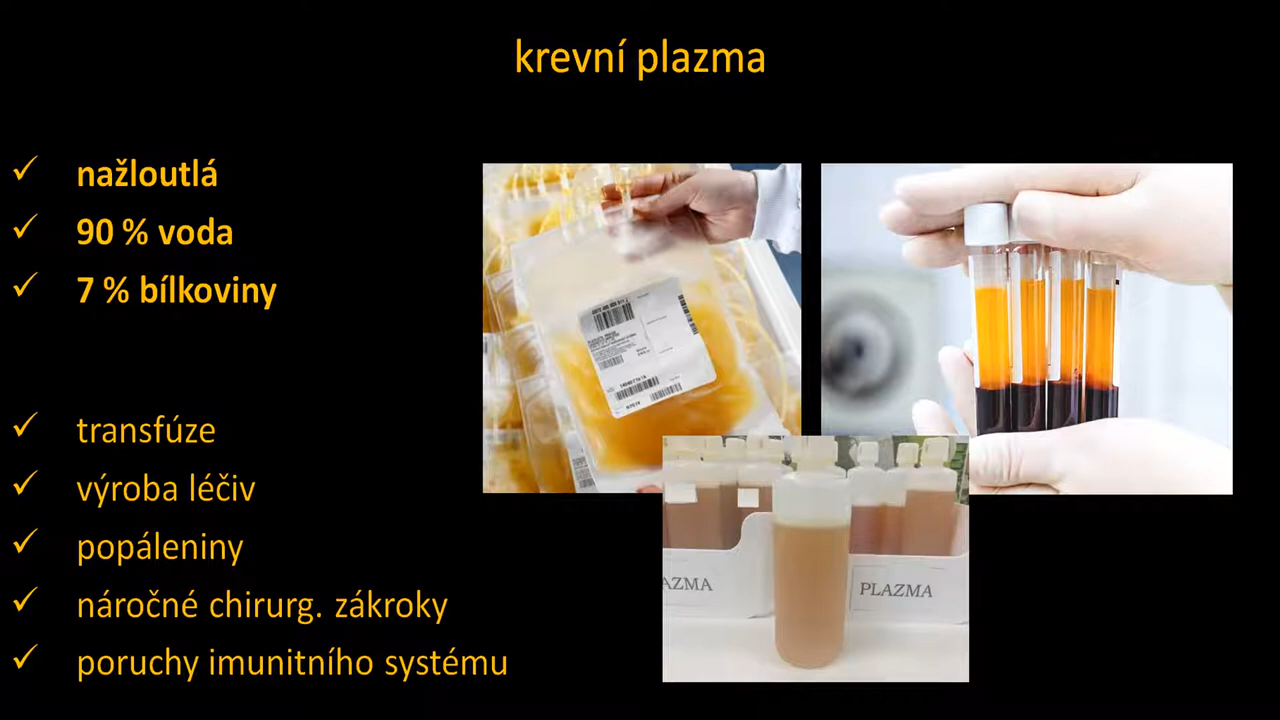 krevní plazma
✓ nažloutlá
✓ 90 % voda
✓ 7 % bílkoviny
✓ transfúze
✓ výroba léčiv
✓ popáleniny
✓ náročné chirurg. zákroky
✓ poruchy imunitního systému
AZMA
PLAZMA